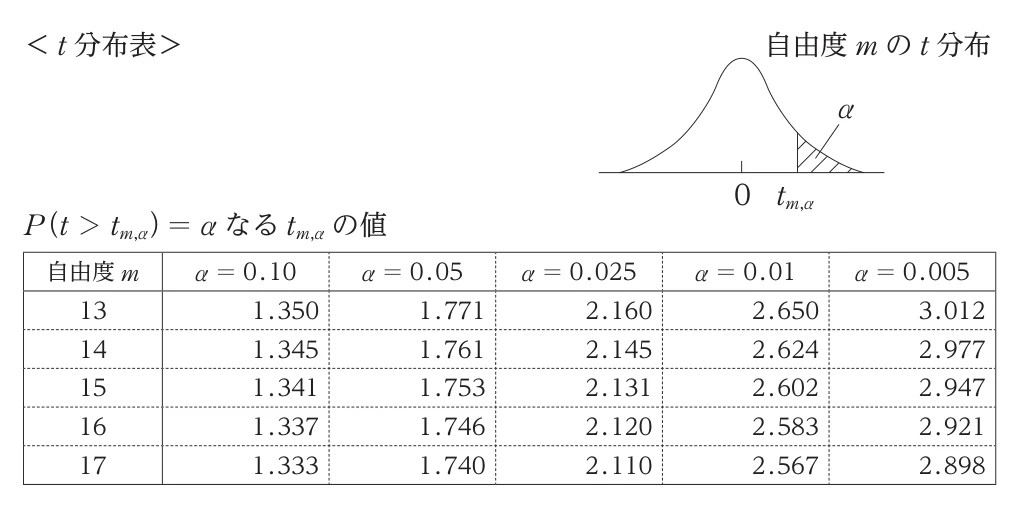 ＜ t 分布表＞
自由度 m の t 分布
α
0 t_{m,α}
P(t > t_{m,α}) = α なる t_{m,α} の値
自由度 m α = 0.10 α = 0.05 α = 0.025 α = 0.01 α = 0.005
13 1.350 1.771 2.160 2.650 3.012
14 1.345 1.761 2.145 2.624 2.977
15 1.341 1.753 2.131 2.602 2.947
16 1.337 1.746 2.120 2.583 2.921
17 1.333 1.740 2.110 2.567 2.898